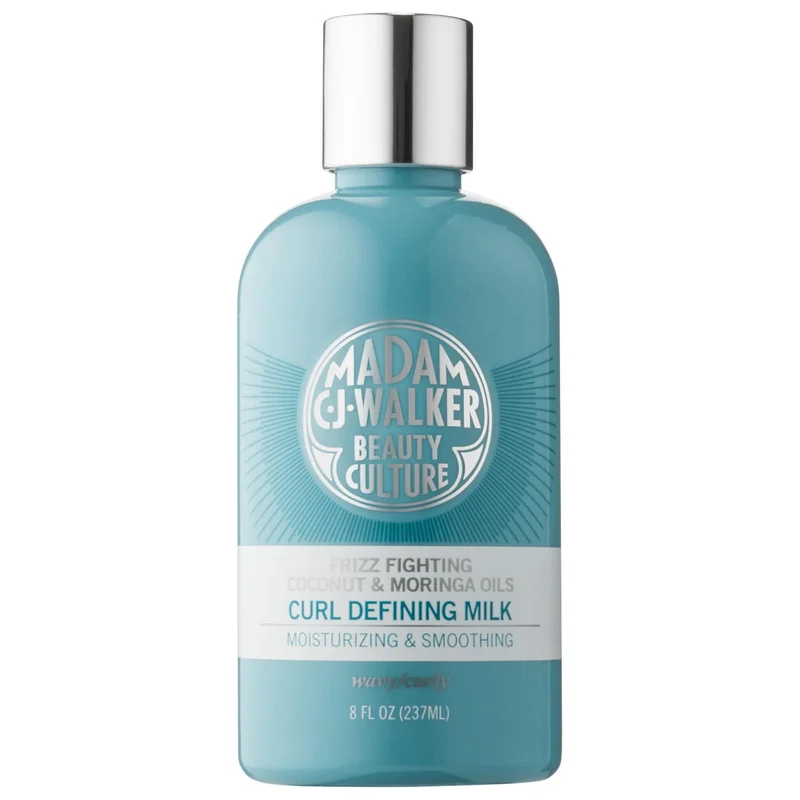 MADAM
C·J·WALKER
BEAUTY
CULTURE
FRIZZ FIGHTING
COCONUT & MORINGA OILS
CURL DEFINING MILK
MOISTURIZING & SMOOTHING
wavy/curly
8 FL OZ (237ML)